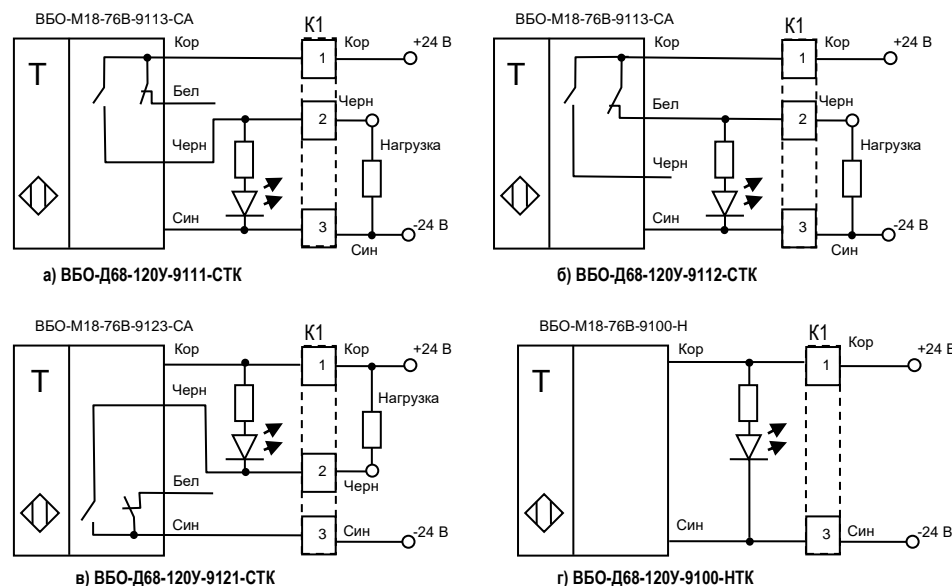 ВБО-М18-76В-9113-СА
К1
Кор
Кор
+24 В
Т
1
Бел
Черн
2
Нагрузка
Черн
Син
3
-24 В
Син
а) ВБО-Д68-120У-9111-СТК
ВБО-М18-76В-9113-СА
К1
Кор
Кор
+24 В
Т
1
Бел
Черн
2
Нагрузка
Черн
Син
3
-24 В
Син
б) ВБО-Д68-120У-9112-СТК
ВБО-М18-76В-9123-СА
К1
Кор
Кор
+24 В
Т
1
Черн
Нагрузка
2
Бел
Черн
Син
3
Син
-24 В
в) ВБО-Д68-120У-9121-СТК
ВБО-М18-76В-9100-Н
К1
Кор
Кор
+24 В
Т
1
Син
3
Син
-24 В
г) ВБО-Д68-120У-9100-НТК